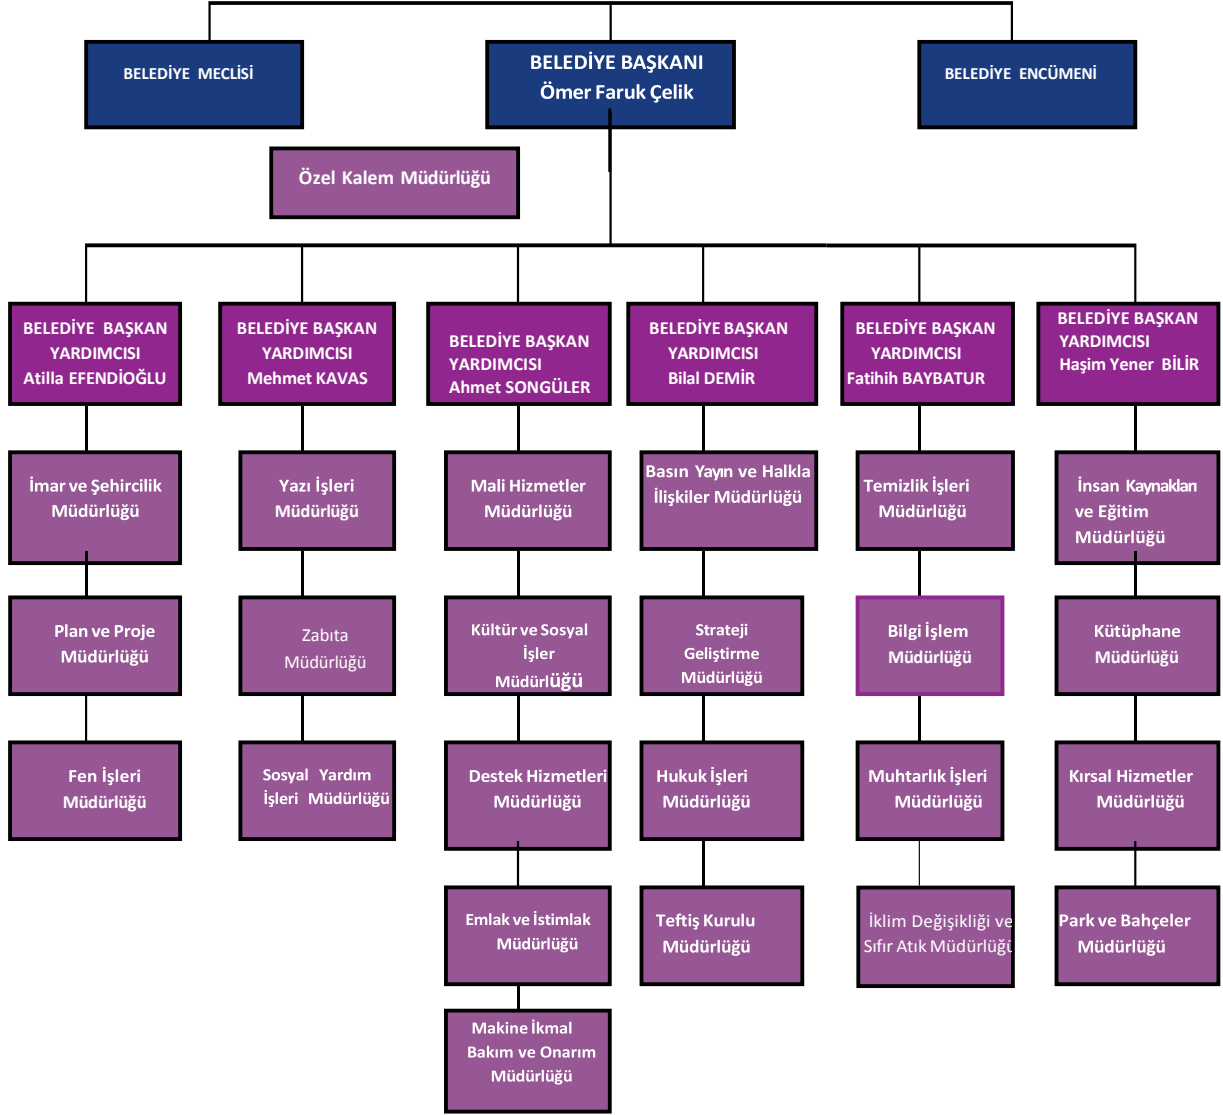 BELEDİYE MECLİSİ
BELEDİYE BAŞKANI
Ömer Faruk Çelik
BELEDİYE ENCÜMENİ
Özel Kalem Müdürlüğü
BELEDİYE BAŞKAN
YARDIMCISI
Atilla EFENDİOĞLU
BELEDİYE BAŞKAN
YARDIMCISI
Mehmet KAVAS
BELEDİYE BAŞKAN
YARDIMCISI
Ahmet SONGÜLER
BELEDİYE BAŞKAN
YARDIMCISI
Bilal DEMİR
BELEDİYE BAŞKAN
YARDIMCISI
Fatihih BAYBATUR
BELEDİYE BAŞKAN
YARDIMCISI
Haşim Yener BİLİR
İmar ve Şehircilik
Müdürlüğü
Yazı İşleri
Müdürlüğü
Mali Hizmetler
Müdürlüğü
Basın Yayın ve Halkla
İlişkiler Müdürlüğü
Temizlik İşleri
Müdürlüğü
İnsan Kaynakları
ve Eğitim
Müdürlüğü
Plan ve Proje
Müdürlüğü
Zabıta
Müdürlüğü
Kültür ve Sosyal
İşler
Müdürlüğü
Strateji
Geliştirme
Müdürlüğü
Bilgi İşlem
Müdürlüğü
Kütüphane
Müdürlüğü
Fen İşleri
Müdürlüğü
Sosyal Yardım
İşleri Müdürlüğü
Destek Hizmetleri
Müdürlüğü
Hukuk İşleri
Müdürlüğü
Muhtarlık İşleri
Müdürlüğü
Kırsal Hizmetler
Müdürlüğü
Emlak ve İstimlak
Müdürlüğü
Teftiş Kurulu
Müdürlüğü
İklim Değişikliği ve
Sıfır Atık Müdürlüğü
Park ve Bahçeler
Müdürlüğü
Makine İkmal
Bakım ve Onarım
Müdürlüğü